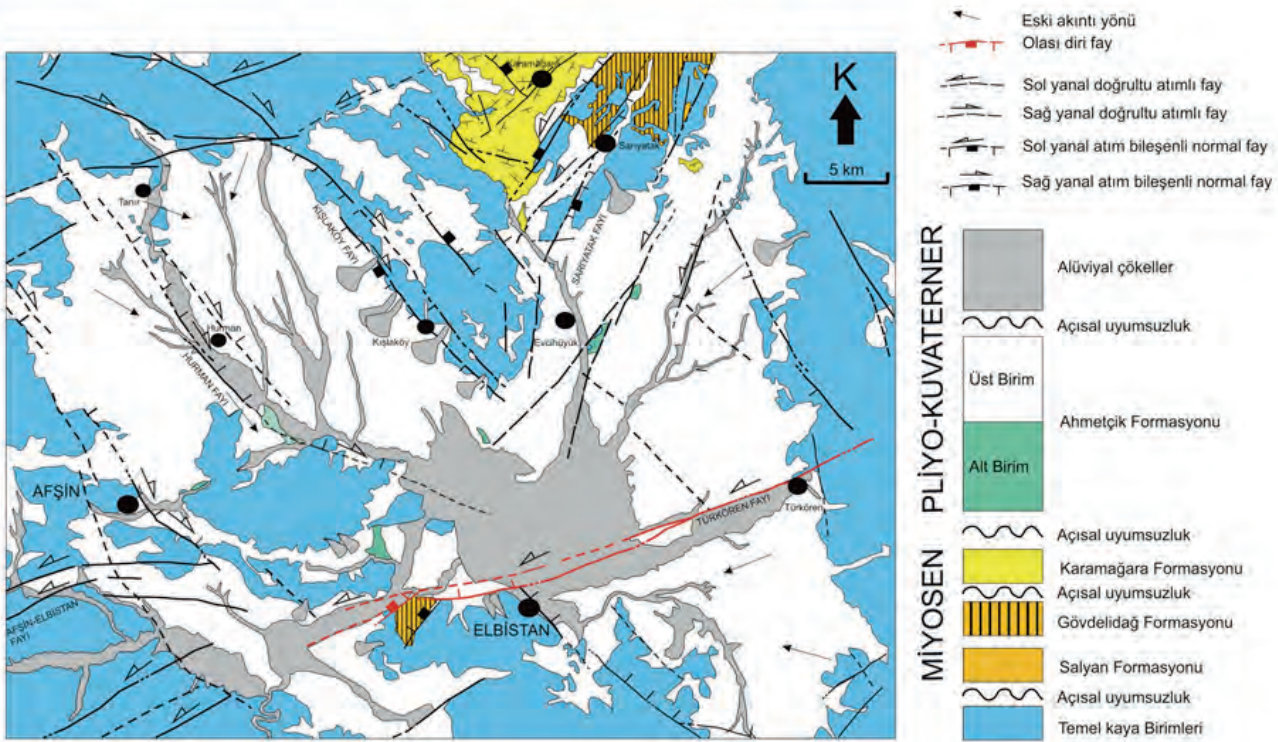 Eski akıntı yönü
Olası diri fay
Sol yanal doğrultu atımlı fay
Sağ yanal doğrultu atımlı fay
Sol yanal atım bileşenli normal fay
Sağ yanal atım bileşenli normal fay
K
5 km
Karamağara
Sarıyatak
Tanır
KIŞLAKÖY FAYI
SARIYATAK FAYI
Hurman
Kışlaköy
Evcihüyük
HURMAN FAYI
AFŞİN
TÜRKÖREN FAYI
Türkören
AFŞİN-ELBİSTAN
FAYI
ELBİSTAN
PLİYO-KUVATERNER
MİYOSEN
Alüviyal çökeller
Açısal uyumsuzluk
Üst Birim
Ahmetçik Formasyonu
Alt Birim
Açısal uyumsuzluk
Karamağara Formasyonu
Açısal uyumsuzluk
Gövdelidağ Formasyonu
Salyan Formasyonu
Açısal uyumsuzluk
Temel kaya Birimleri